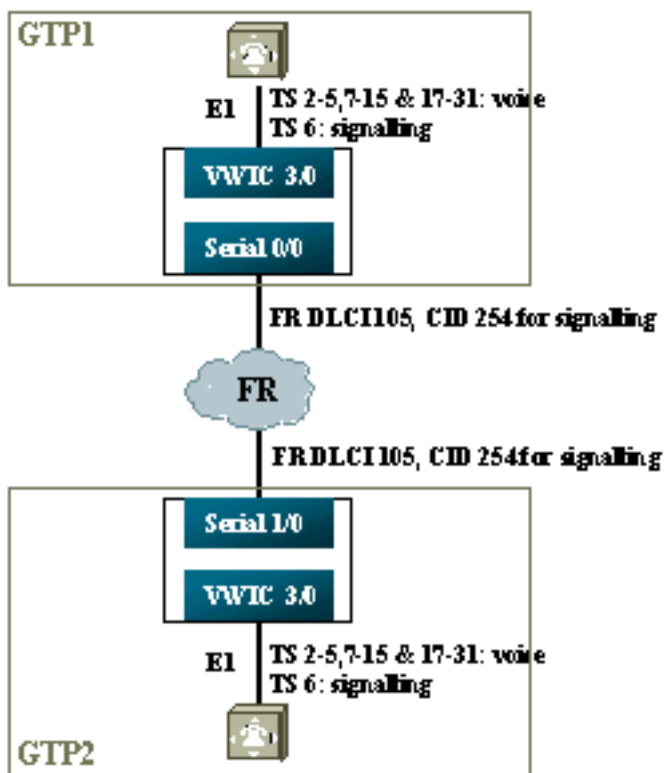 GTP1
E1
TS 2-5,7-15 & 17-31: voice
TS 6: signalling
VWIC 3/0
Serial 0/0
FR DLCI 105, CID 254 for signalling
FR
FR DLCI 105, CID 254 for signalling
Serial 1/0
VWIC 3/0
E1
TS 2-5,7-15 & 17-31: voice
TS 6: signalling
GTP2